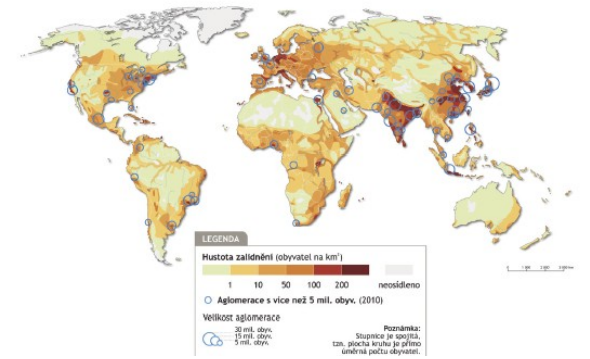 LEGENDA
Hustota zalidnění (obyvatel na km²)
1 10 50 100 200 neosídleno
Aglomerace s více než 5 mil. obyv. (2010)
Velikost aglomerace
30 mil. obyv.
15 mil. obyv.
5 mil. obyv.
Poznámka:
Stupnice je spojitá,
tzn. plocha kruhu je přímo
úměrná počtu obyvatel.